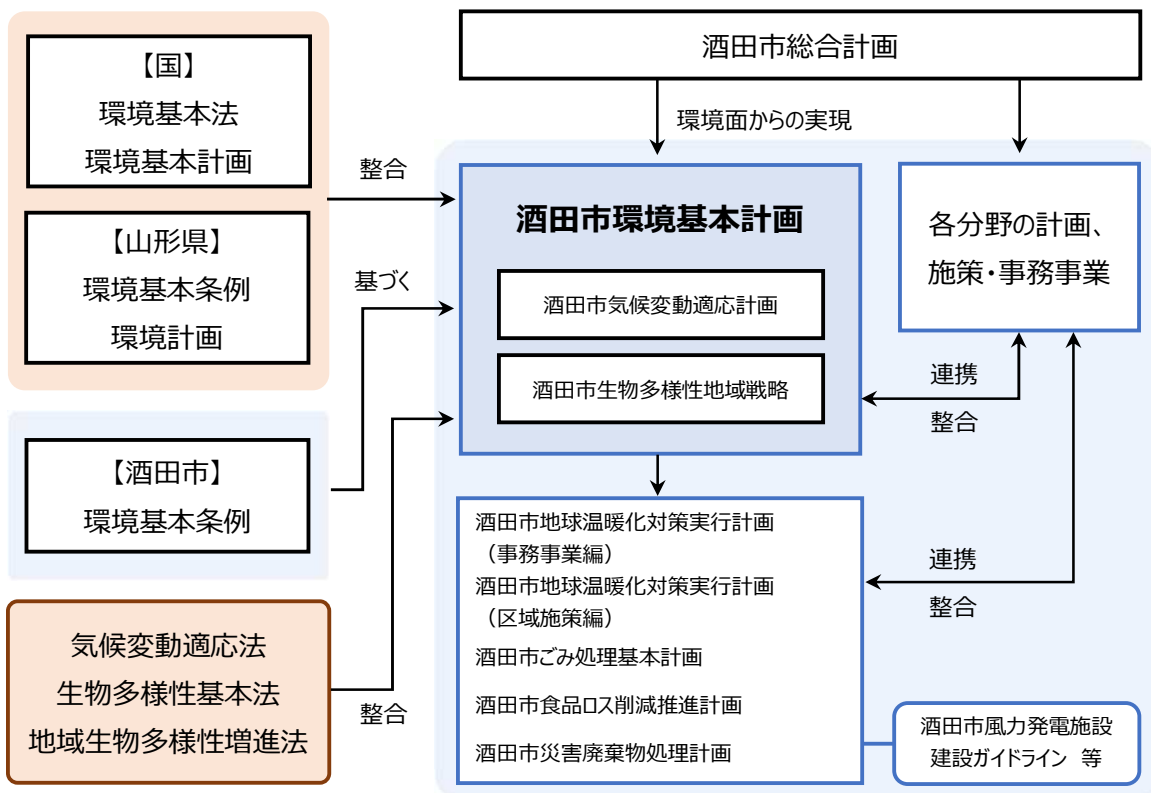 【国】
環境基本法
環境基本計画
【山形県】
環境基本条例
環境計画
【酒田市】
環境基本条例
気候変動適応法
生物多様性基本法
地域生物多様性増進法
整合
基づく
整合
酒田市総合計画
環境面からの実現
酒田市環境基本計画
酒田市気候変動適応計画
酒田市生物多様性地域戦略
各分野の計画、
施策・事務事業
連携
整合
酒田市地球温暖化対策実行計画
（事務事業編）
酒田市地球温暖化対策実行計画
（区域施策編）
酒田市ごみ処理基本計画
酒田市食品ロス削減推進計画
酒田市災害廃棄物処理計画
連携
整合
酒田市風力発電施設
建設ガイドライン 等